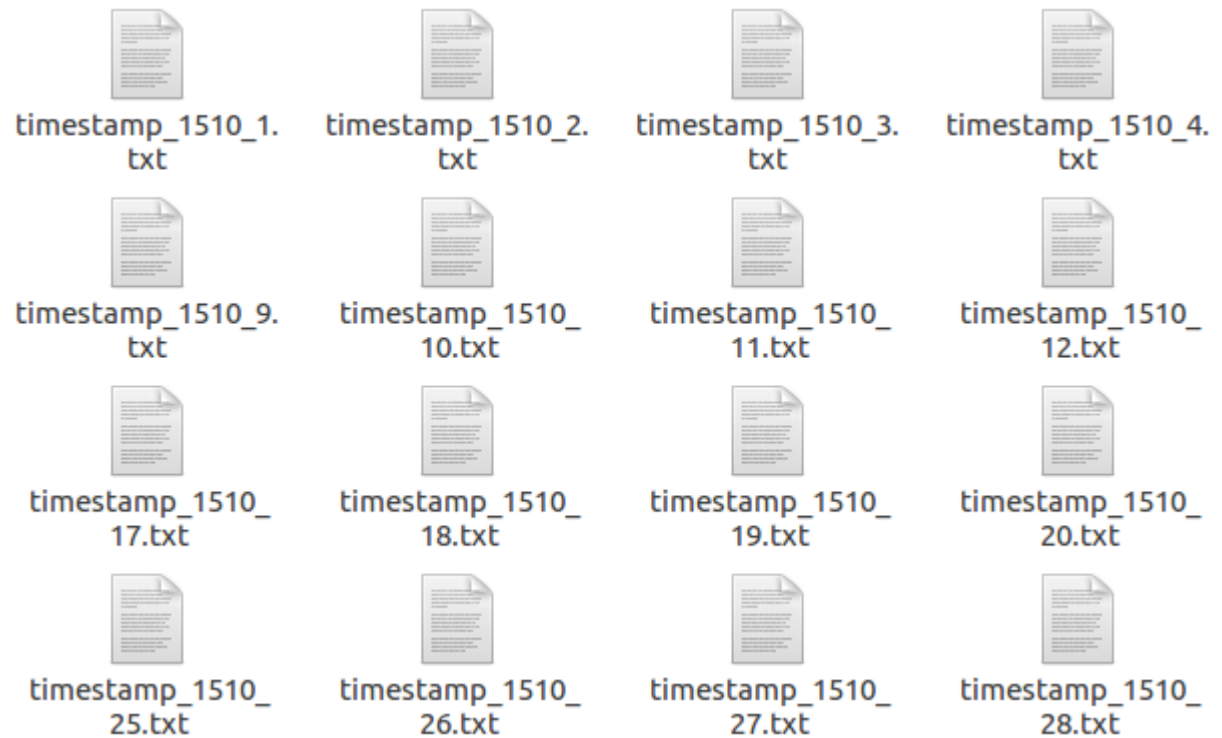 timestamp_1510_1.
txt
timestamp_1510_2.
txt
timestamp_1510_3.
txt
timestamp_1510_4.
txt
timestamp_1510_9.
txt
timestamp_1510_
10.txt
timestamp_1510_
11.txt
timestamp_1510_
12.txt
timestamp_1510_
17.txt
timestamp_1510_
18.txt
timestamp_1510_
19.txt
timestamp_1510_
20.txt
timestamp_1510_
25.txt
timestamp_1510_
26.txt
timestamp_1510_
27.txt
timestamp_1510_
28.txt